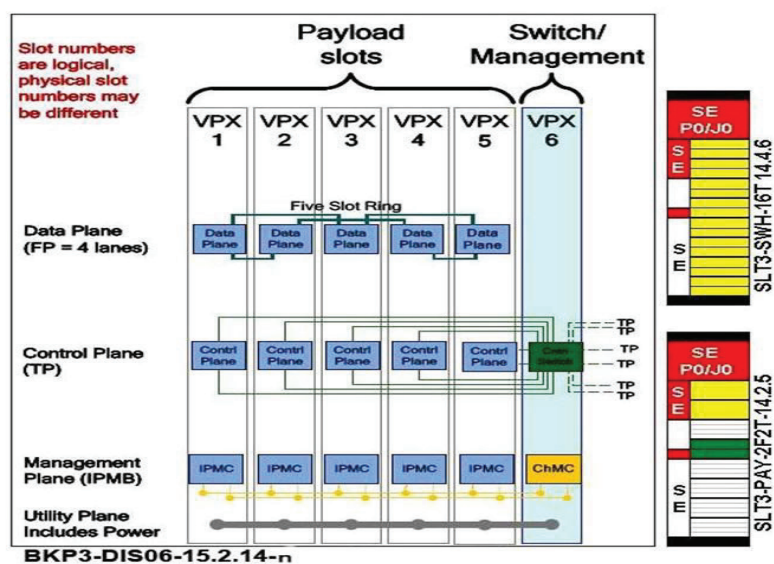 Slot numbers
are logical,
physical slot
numbers may
be different
Payload
slots
Switch/
Management
VPX
1
VPX
2
VPX
3
VPX
4
VPX
5
VPX
6
Data Plane
(FP = 4 lanes)
Five Slot Ring
Data
Plane
Data
Plane
Data
Plane
Data
Plane
Data
Plane
Control Plane
(TP)
Contrl
Plane
Contrl
Plane
Contrl
Plane
Contrl
Plane
Contrl
Plane
Switch
TP
TP
TP
TP
TP
TP
Management
Plane (IPMB)
IPMC
IPMC
IPMC
IPMC
IPMC
ChMC
Utility Plane
Includes Power
BKP3-DIS06-15.2.14-n
SE
P0/J0
S
E
S
E
SLT3-SWH-16T 14.4.6
SE
P0/J0
S
E
S
E
SLT3-PAY-2F2T-14.2.5